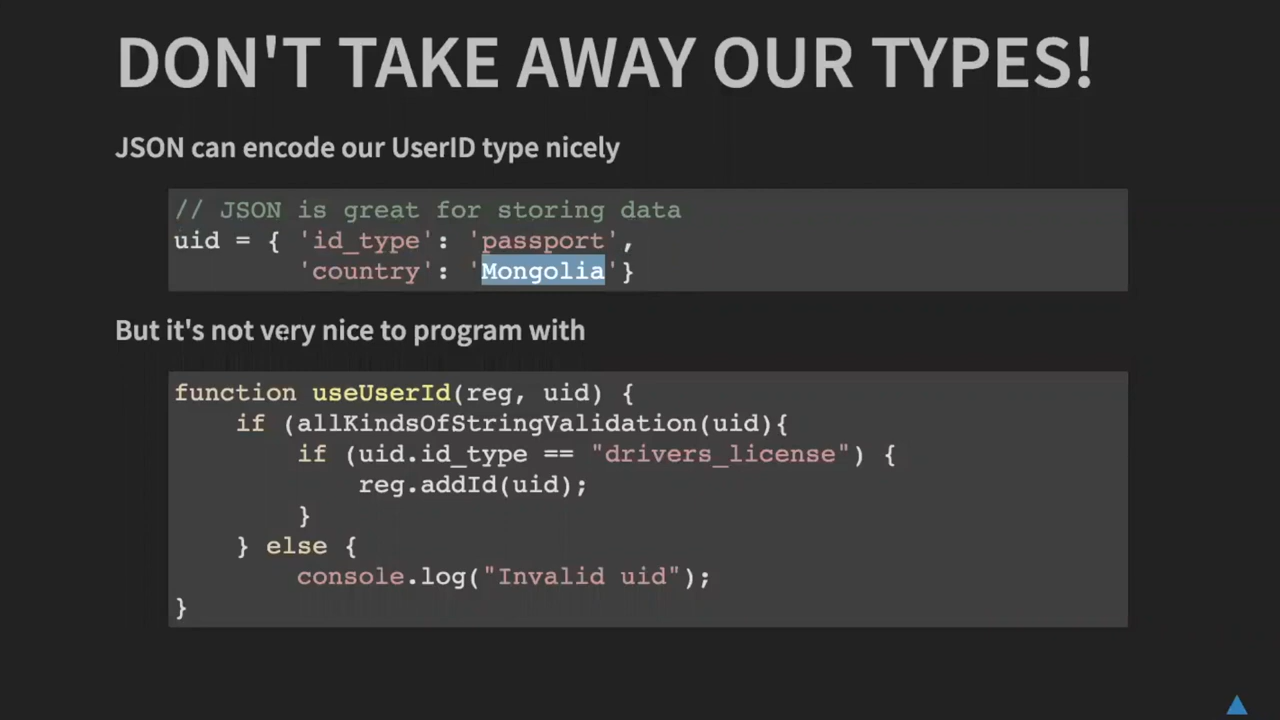 DON'T TAKE AWAY OUR TYPES!
JSON can encode our UserID type nicely
// JSON is great for storing data
uid = { 'id_type': 'passport',
        'country': 'Mongolia'}
But it's not very nice to program with
function useUserId(reg, uid) {
    if (allKindsOfStringValidation(uid){
        if (uid.id_type == "drivers_license") {
            reg.addId(uid);
        }
    } else {
        console.log("Invalid uid");
}